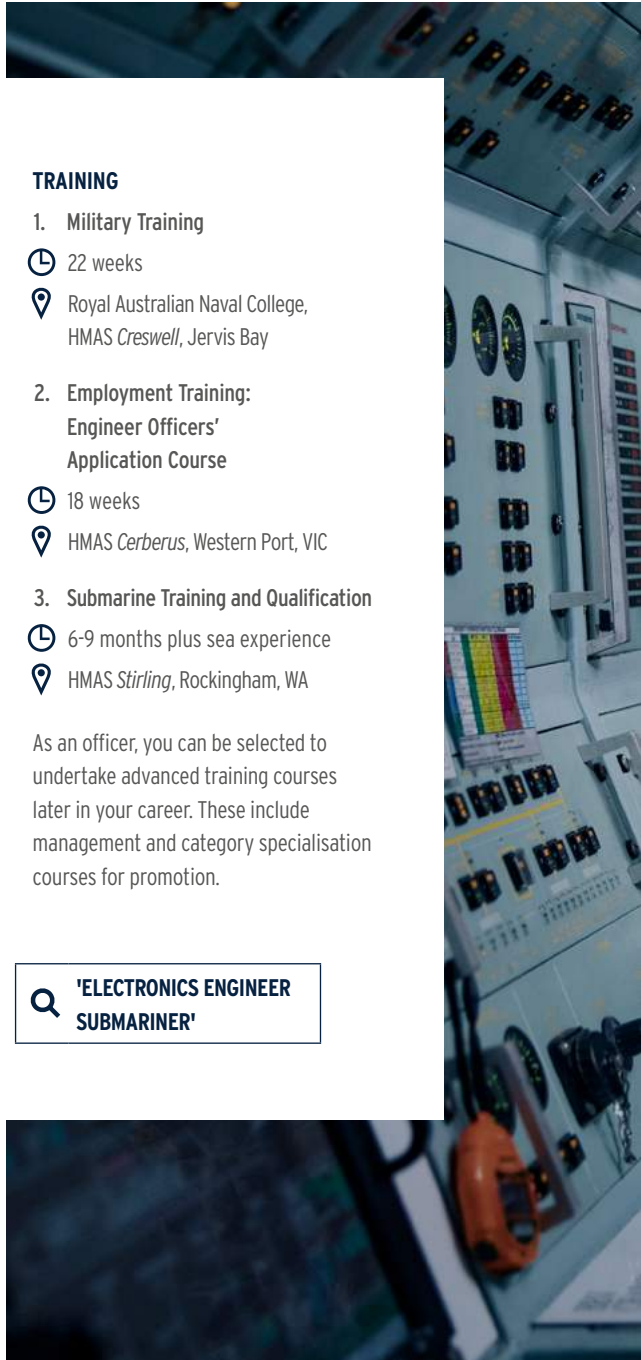 TRAINING
1. Military Training
22 weeks
Royal Australian Naval College,
HMAS Creswell, Jervis Bay
2. Employment Training:
Engineer Officers’
Application Course
18 weeks
HMAS Cerberus, Western Port, VIC
3. Submarine Training and Qualification
6-9 months plus sea experience
HMAS Stirling, Rockingham, WA
As an officer, you can be selected to
undertake advanced training courses
later in your career. These include
management and category specialisation
courses for promotion.
'ELECTRONICS ENGINEER
SUBMARINER'